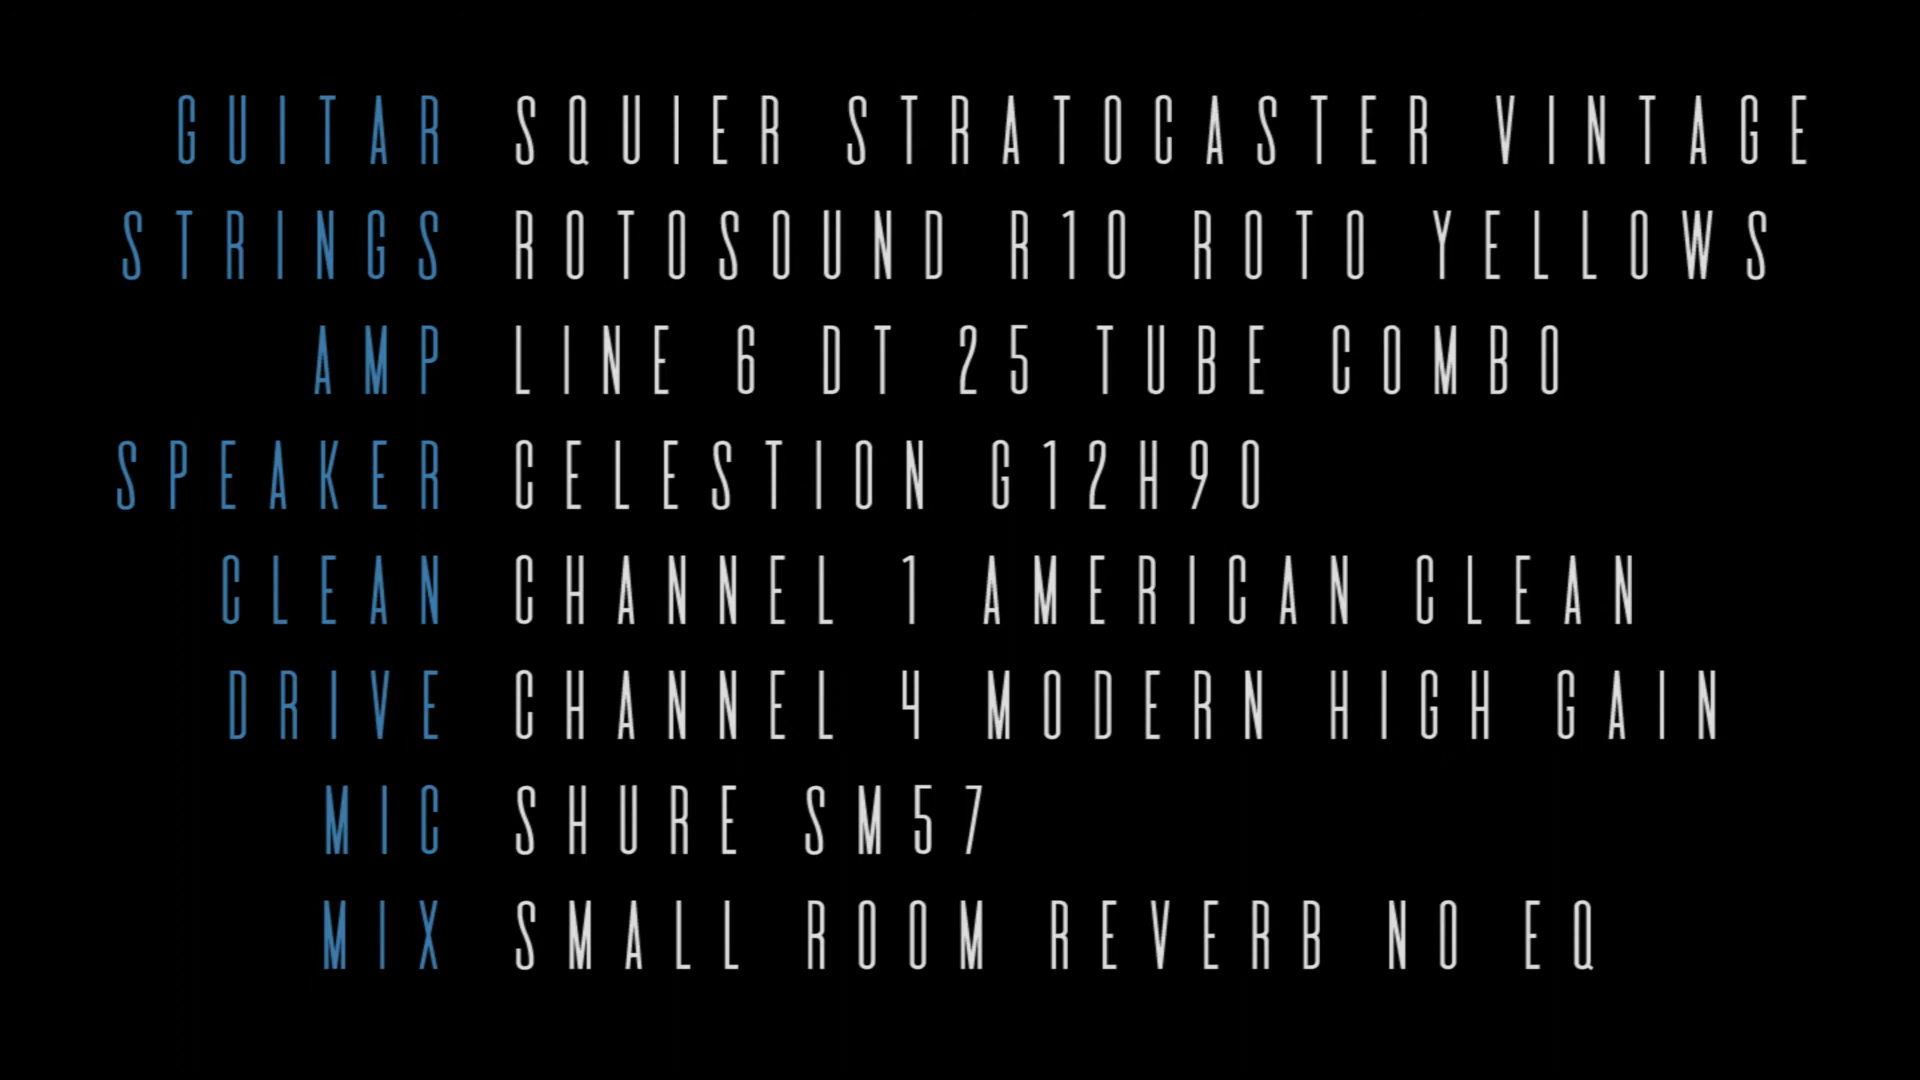 GUITAR SQUIER STRATOCASTER VINTAGE
STRINGS ROTOSOUND R10 ROTO YELLOWS
AMP LINE 6 DT 25 TUBE COMBO
SPEAKER CELESTION G12H90
CLEAN CHANNEL 1 AMERICAN CLEAN
DRIVE CHANNEL 4 MODERN HIGH GAIN
MIC SHURE SM57
MIX SMALL ROOM REVERB NO EQ